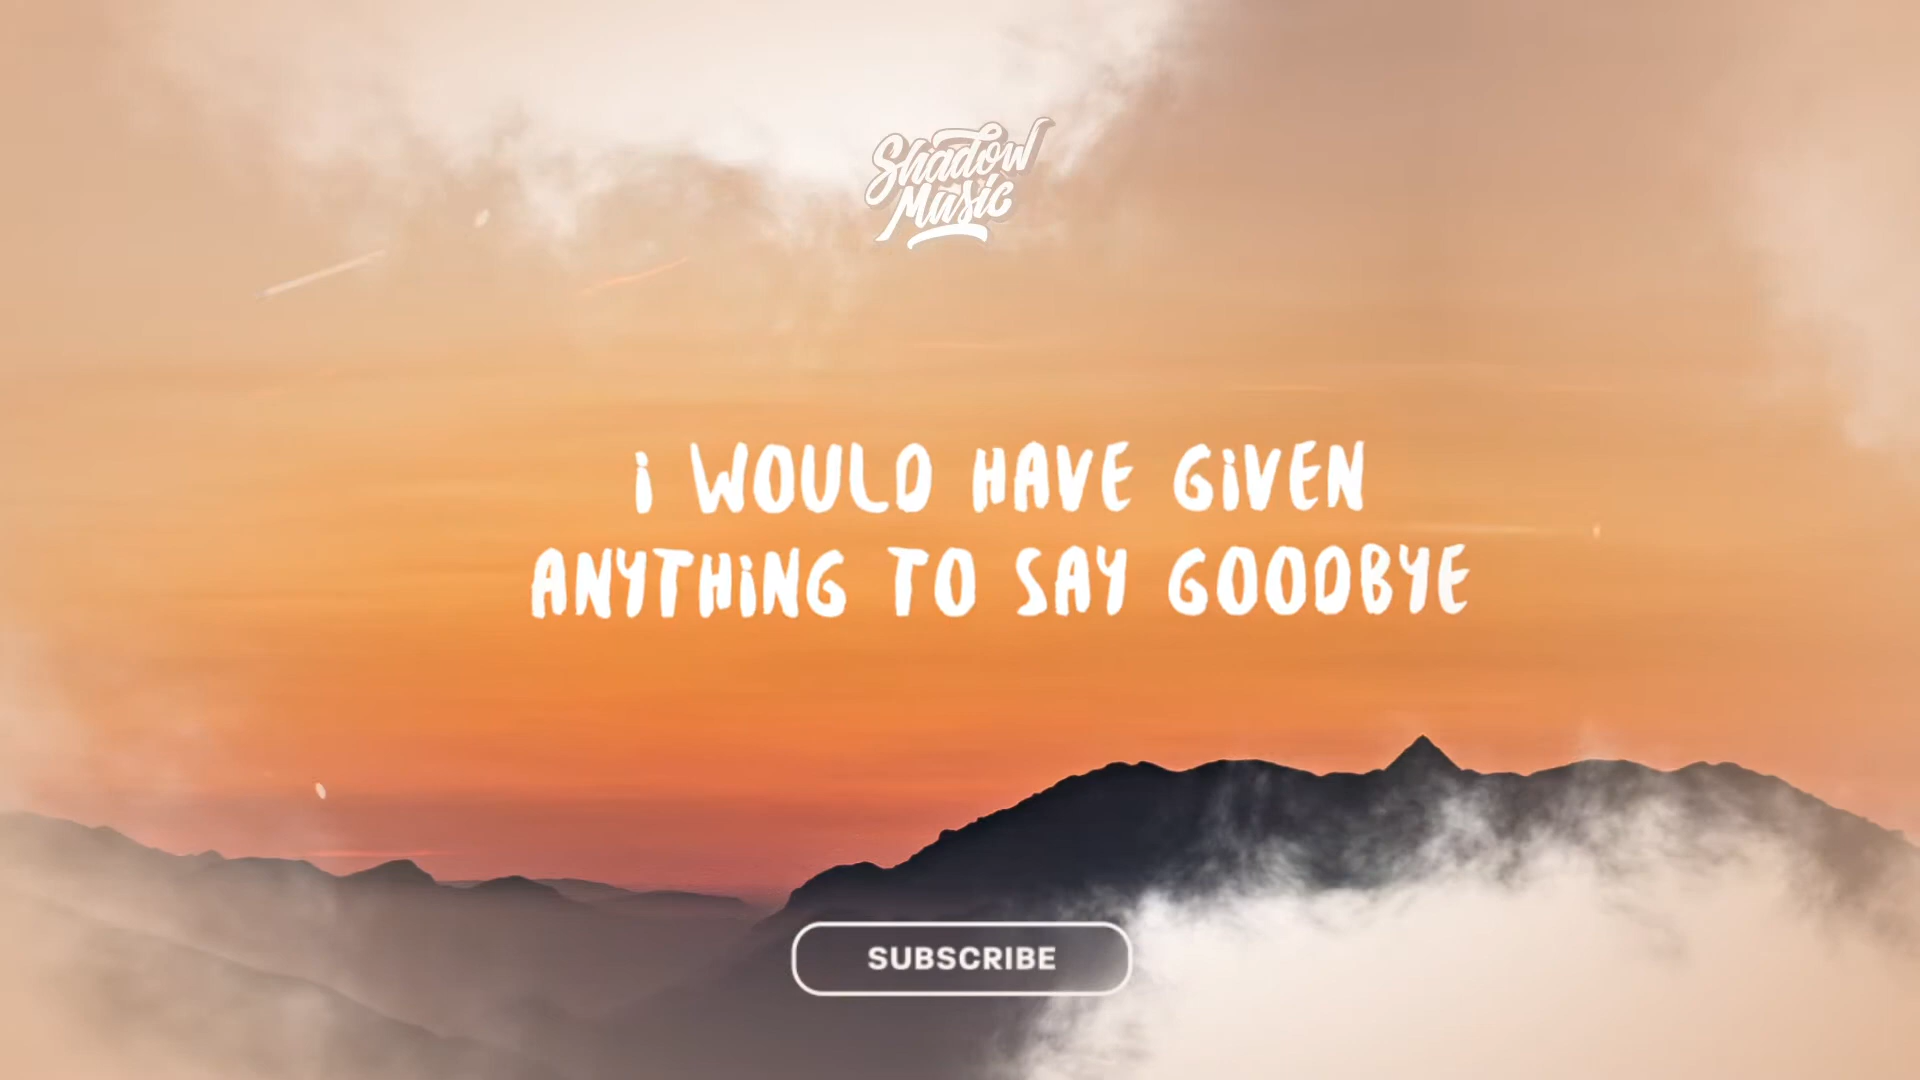 Shadow
Music
i WOULD HAVE GiVEN
ANYTHiNG TO SAY GOODBYE
SUBSCRIBE